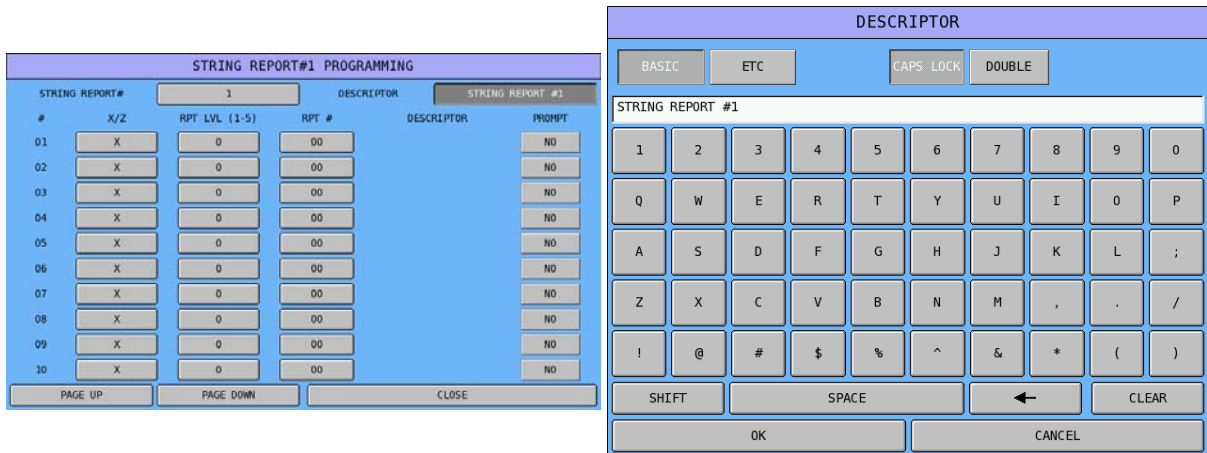 STRING REPORT#1 PROGRAMMING
STRING REPORT# 1 DESCRIPTOR STRING REPORT #1
# X/Z RPT LVL (1-5) RPT # DESCRIPTOR PROMPT
01 X 0 00 NO
02 X 0 00 NO
03 X 0 00 NO
04 X 0 00 NO
05 X 0 00 NO
06 X 0 00 NO
07 X 0 00 NO
08 X 0 00 NO
09 X 0 00 NO
10 X 0 00 NO
PAGE UP PAGE DOWN CLOSE
DESCRIPTOR
BASIC ETC CAPS LOCK DOUBLE
STRING REPORT #1
1 2 3 4 5 6 7 8 9 0
Q W E R T Y U I O P
A S D F G H J K L ;
Z X C V B N M , . /
! @ # $ % ^ & * ( )
SHIFT SPACE ← CLEAR
OK CANCEL